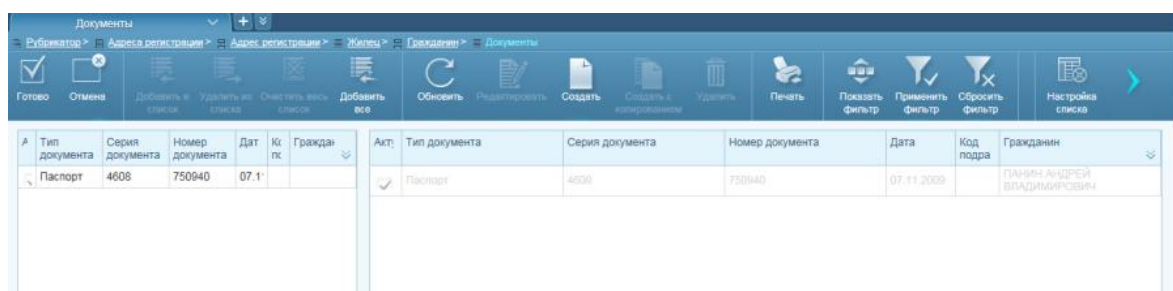 Документы
Рубрикатор > Адреса регистрации > Адрес регистрации > Жилец > Гражданин > Документы
Готово Отмена Добавить в список Удалить из списка Очистить весь список Добавить все Обновить Редактировать Создать Создать с копированием Удалить Печать Показать фильтр Применить фильтр Сбросить фильтр Настройка списка
А Тип документа Серия документа Номер документа Дат Кс пс Граждан
Паспорт 4608 750940 07.1
Акт Тип документа Серия документа Номер документа Дата Код подра Гражданин
Паспорт 4608 750940 07.11.2009 ПАНИН АНДРЕЙ ВЛАДИМИРОВИЧ